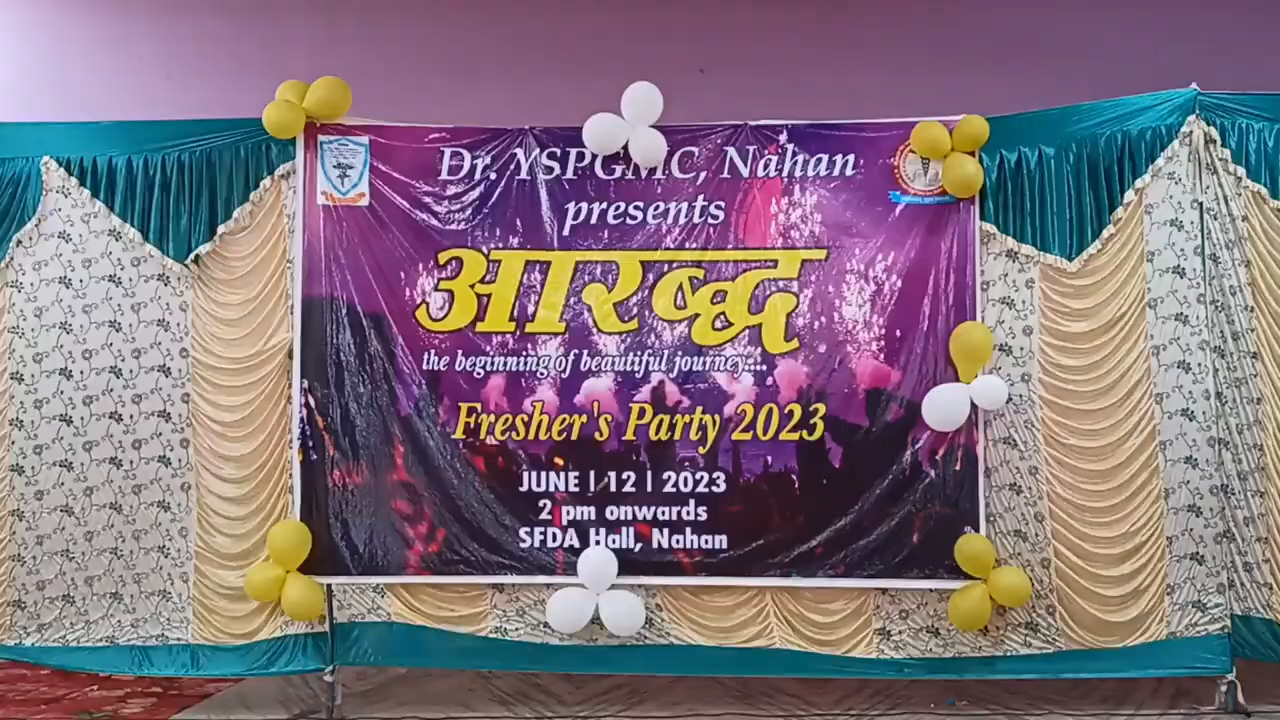 Dr. YSPGMC, Nahan
presents
आरब्द्ध
the beginning of beautiful journey....
Fresher's Party 2023
JUNE | 12 | 2023
2 pm onwards
SFDA Hall, Nahan